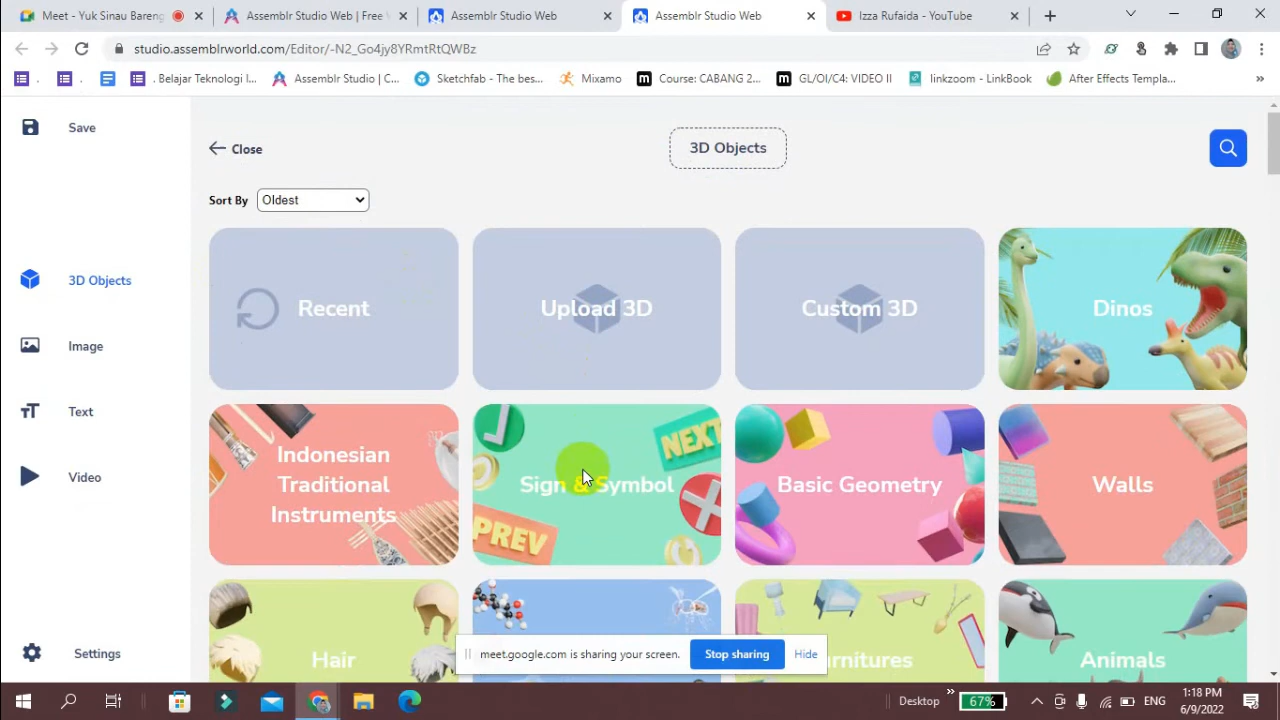 Meet - Yuk Sinau Bareng
Assemblr Studio Web | Free V
Assemblr Studio Web
Assemblr Studio Web
Izza Rufaida - YouTube
studio.assemblrworld.com/Editor/-N2_Go4jy8YRmtRtQWBz
.
.
. Belajar Teknologi I...
Assemblr Studio | C...
Sketchfab - The bes...
Mixamo
Course: CABANG 2...
GL/OI/C4: VIDEO II
linkzoom - LinkBook
After Effects Templa...
»
Save
Close
3D Objects
Sort By
Oldest
3D Objects
Image
Text
Video
Settings
Recent
Upload 3D
Custom 3D
Dinos
Indonesian
Traditional
Instruments
Sign & Symbol
NEXT
PREV
Basic Geometry
Walls
Hair
urnitures
Animals
meet.google.com is sharing your screen.
Stop sharing
Hide
Desktop
»
67%
ENG
1:18 PM
6/9/2022